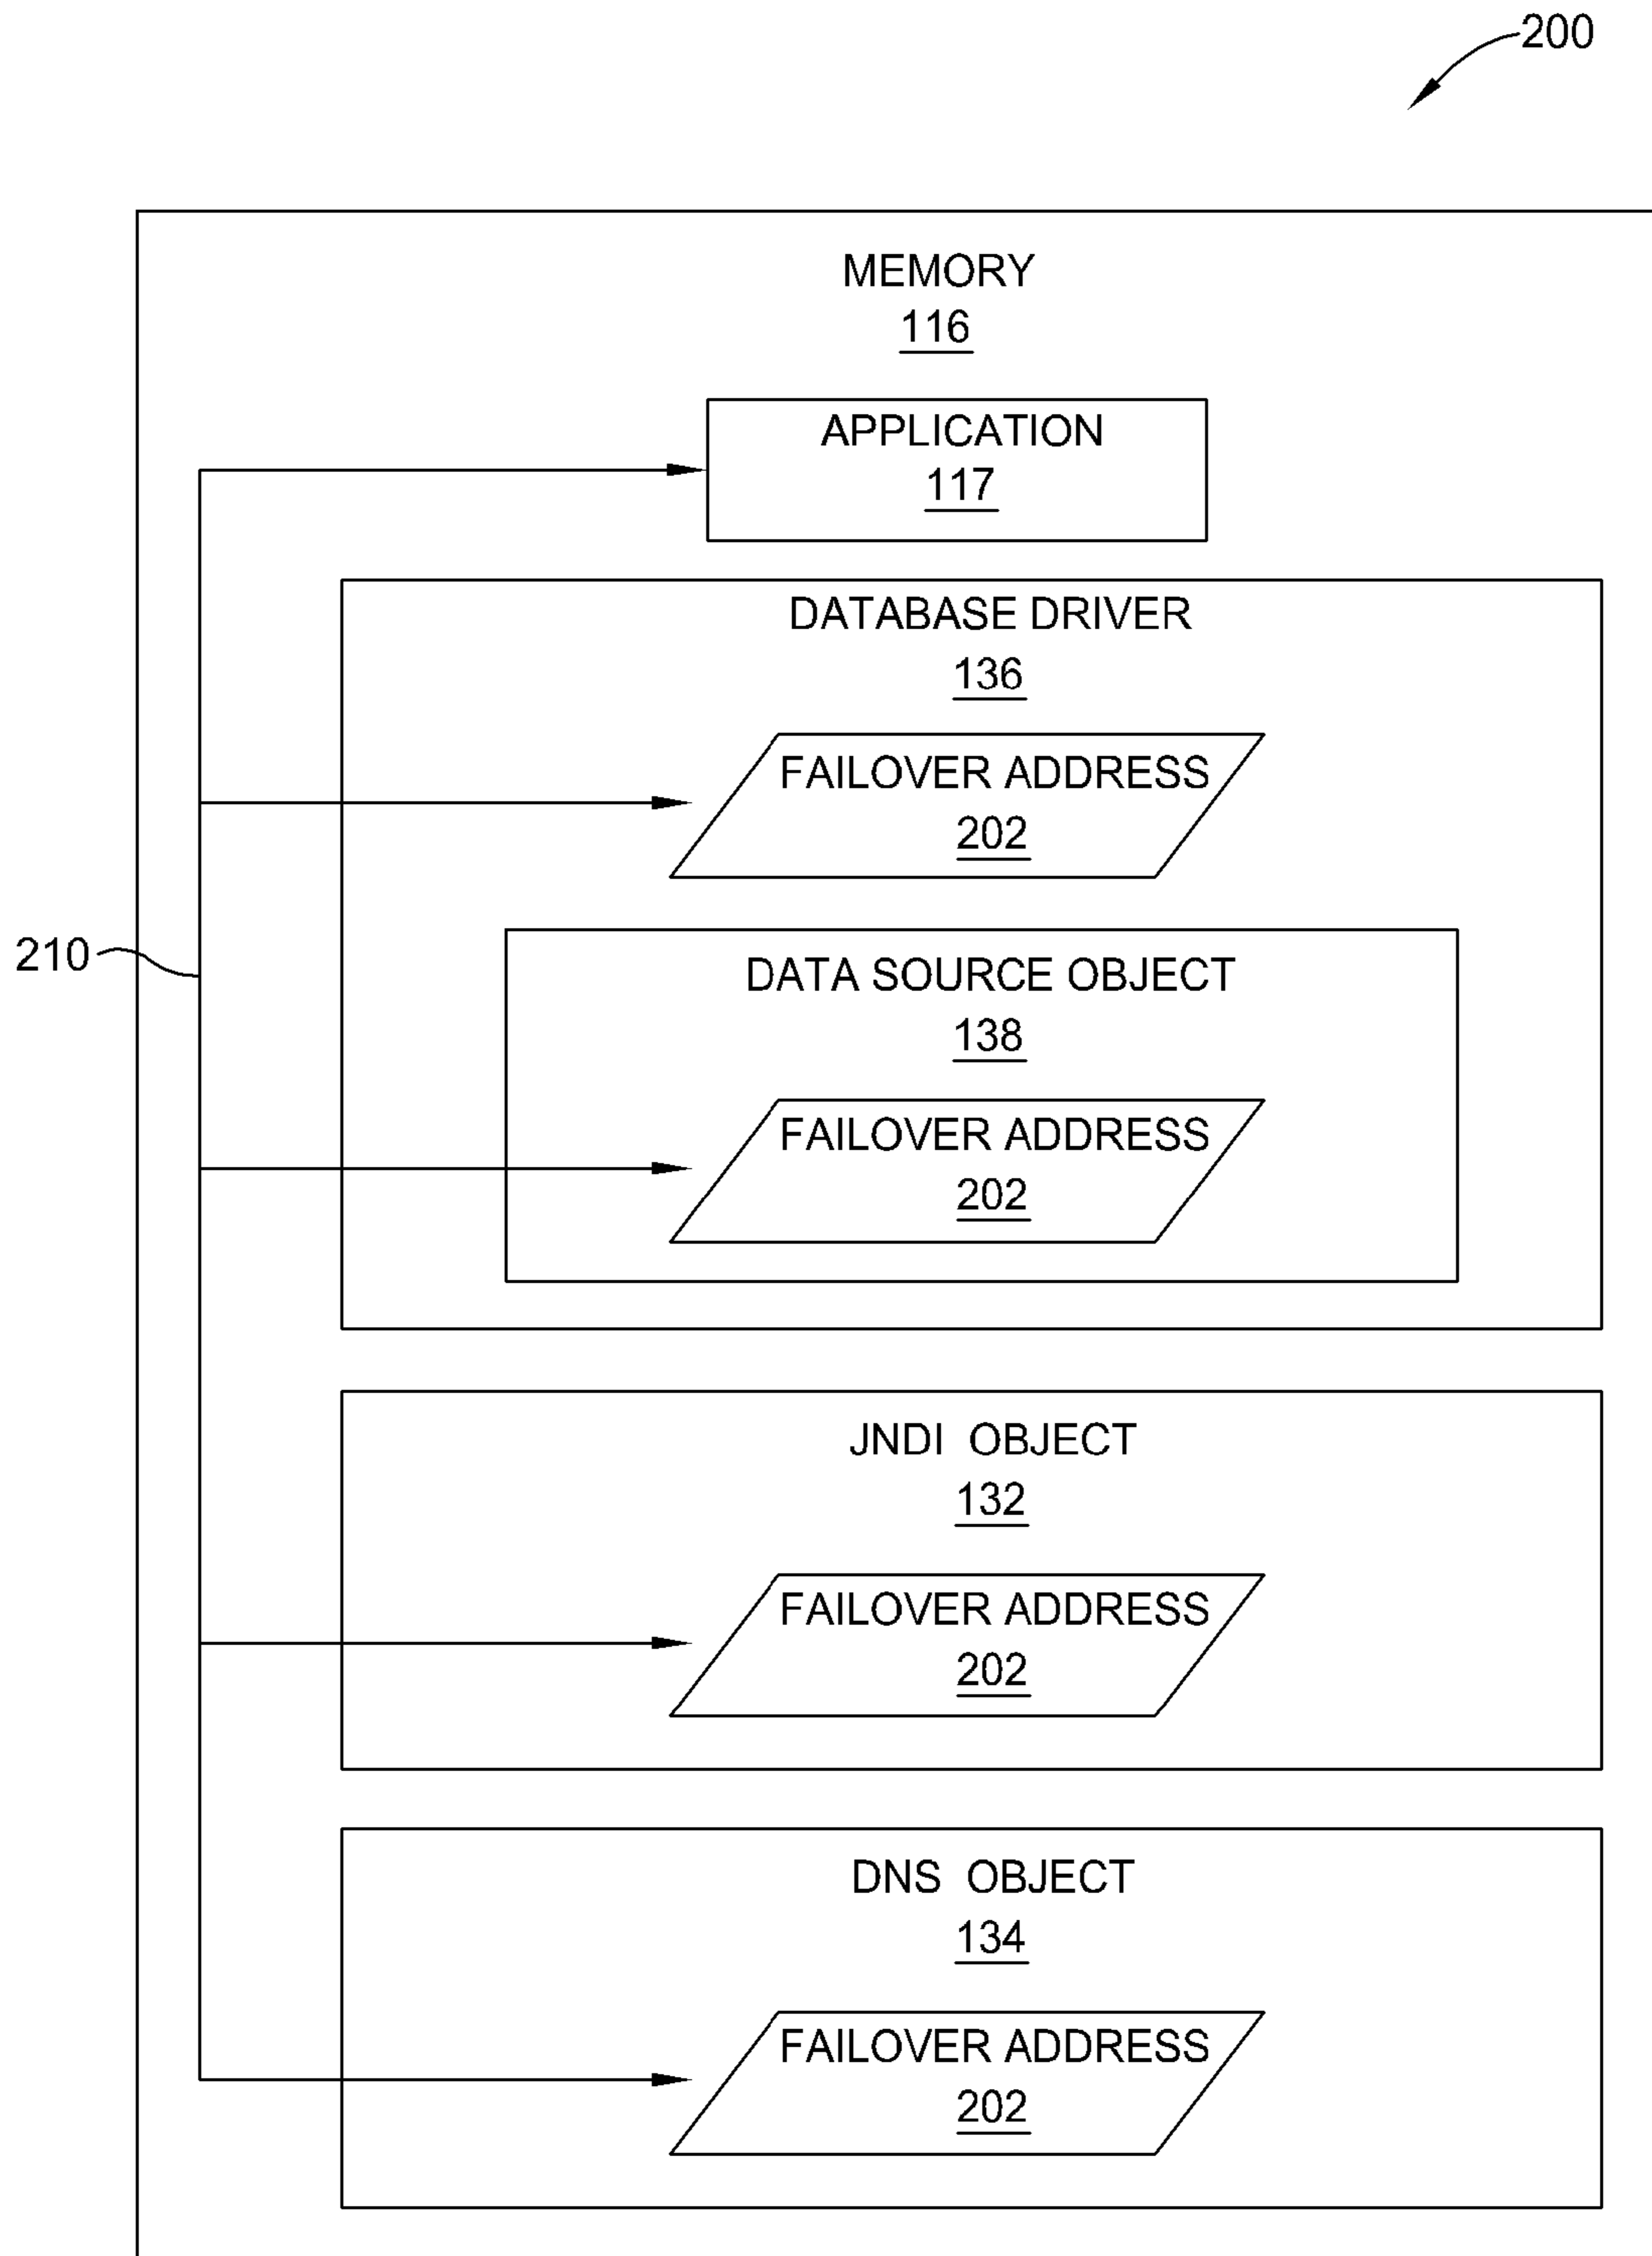 200
MEMORY
116
APPLICATION
117
DATABASE DRIVER
136
FAILOVER ADDRESS
202
210
DATA SOURCE OBJECT
138
FAILOVER ADDRESS
202
JNDI OBJECT
132
FAILOVER ADDRESS
202
DNS OBJECT
134
FAILOVER ADDRESS
202